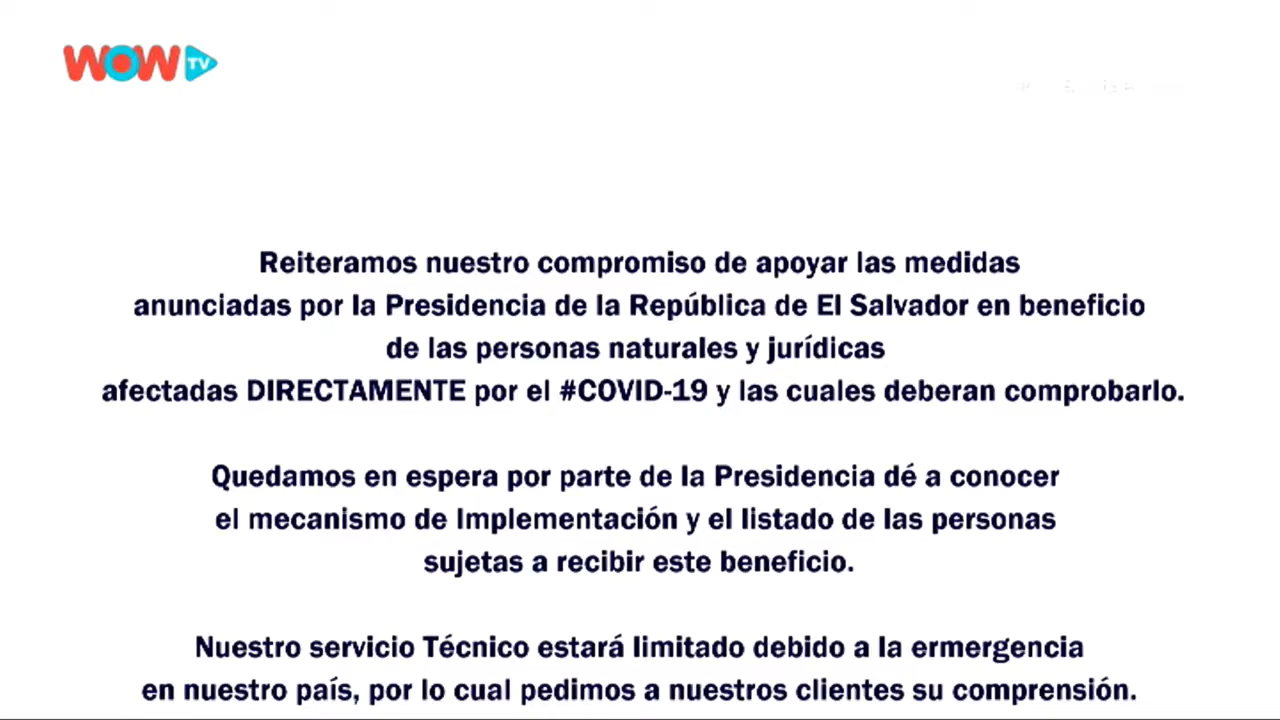 WOW TV
Reiteramos nuestro compromiso de apoyar las medidas
anunciadas por la Presidencia de la República de El Salvador en beneficio
de las personas naturales y jurídicas
afectadas DIRECTAMENTE por el #COVID-19 y las cuales deberan comprobarlo.
Quedamos en espera por parte de la Presidencia dé a conocer
el mecanismo de Implementación y el listado de las personas
sujetas a recibir este beneficio.
Nuestro servicio Técnico estará limitado debido a la ermergencia
en nuestro país, por lo cual pedimos a nuestros clientes su comprensión.